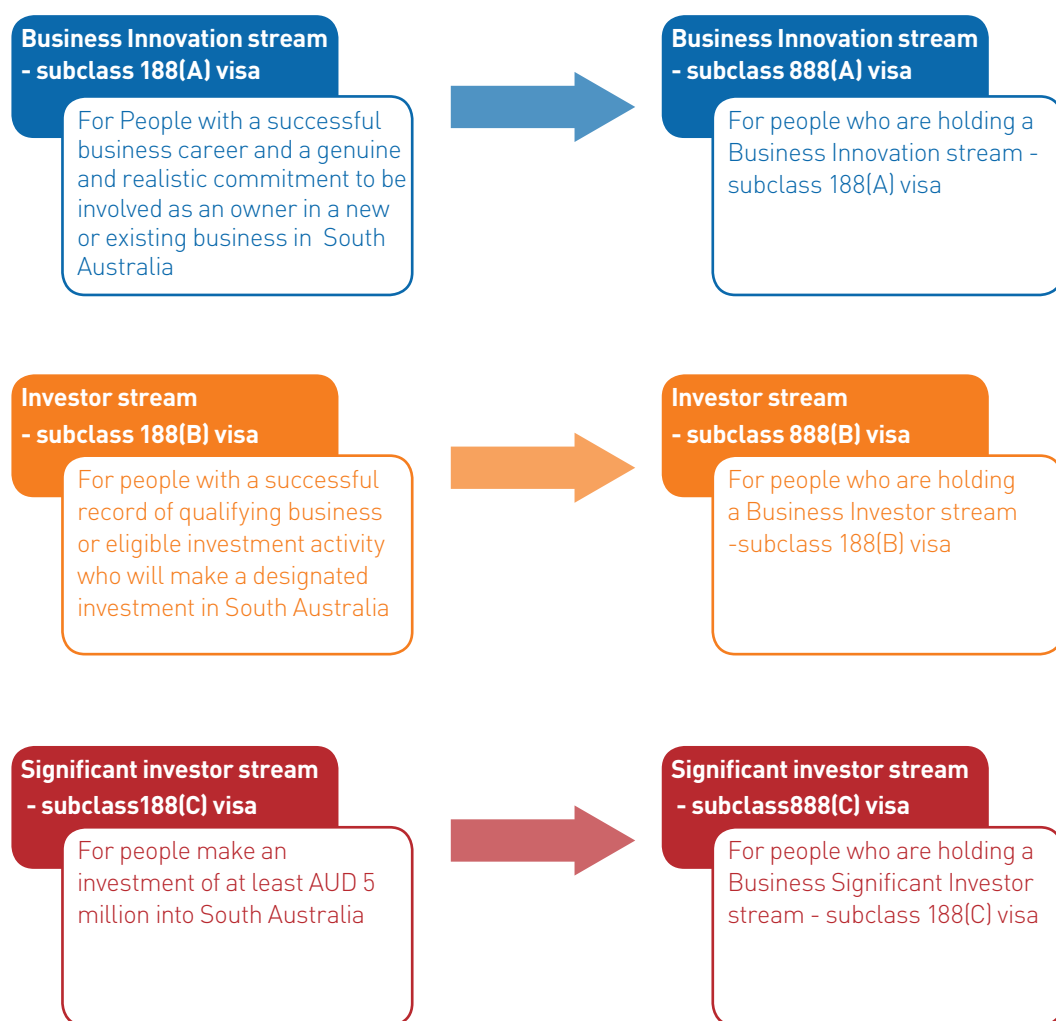 Business Innovation stream
- subclass 188(A) visa
For People with a successful
business career and a genuine
and realistic commitment to be
involved as an owner in a new
or existing business in South
Australia
Business Innovation stream
- subclass 888(A) visa
For people who are holding a
Business Innovation stream -
subclass 188(A) visa
Investor stream
- subclass 188(B) visa
For people with a successful
record of qualifying business
or eligible investment activity
who will make a designated
investment in South Australia
Investor stream
- subclass 888(B) visa
For people who are holding
a Business Investor stream
-subclass 188(B) visa
Significant investor stream
- subclass188(C) visa
For people make an
investment of at least AUD 5
million into South Australia
Significant investor stream
- subclass888(C) visa
For people who are holding a
Business Significant Investor
stream - subclass 188(C) visa